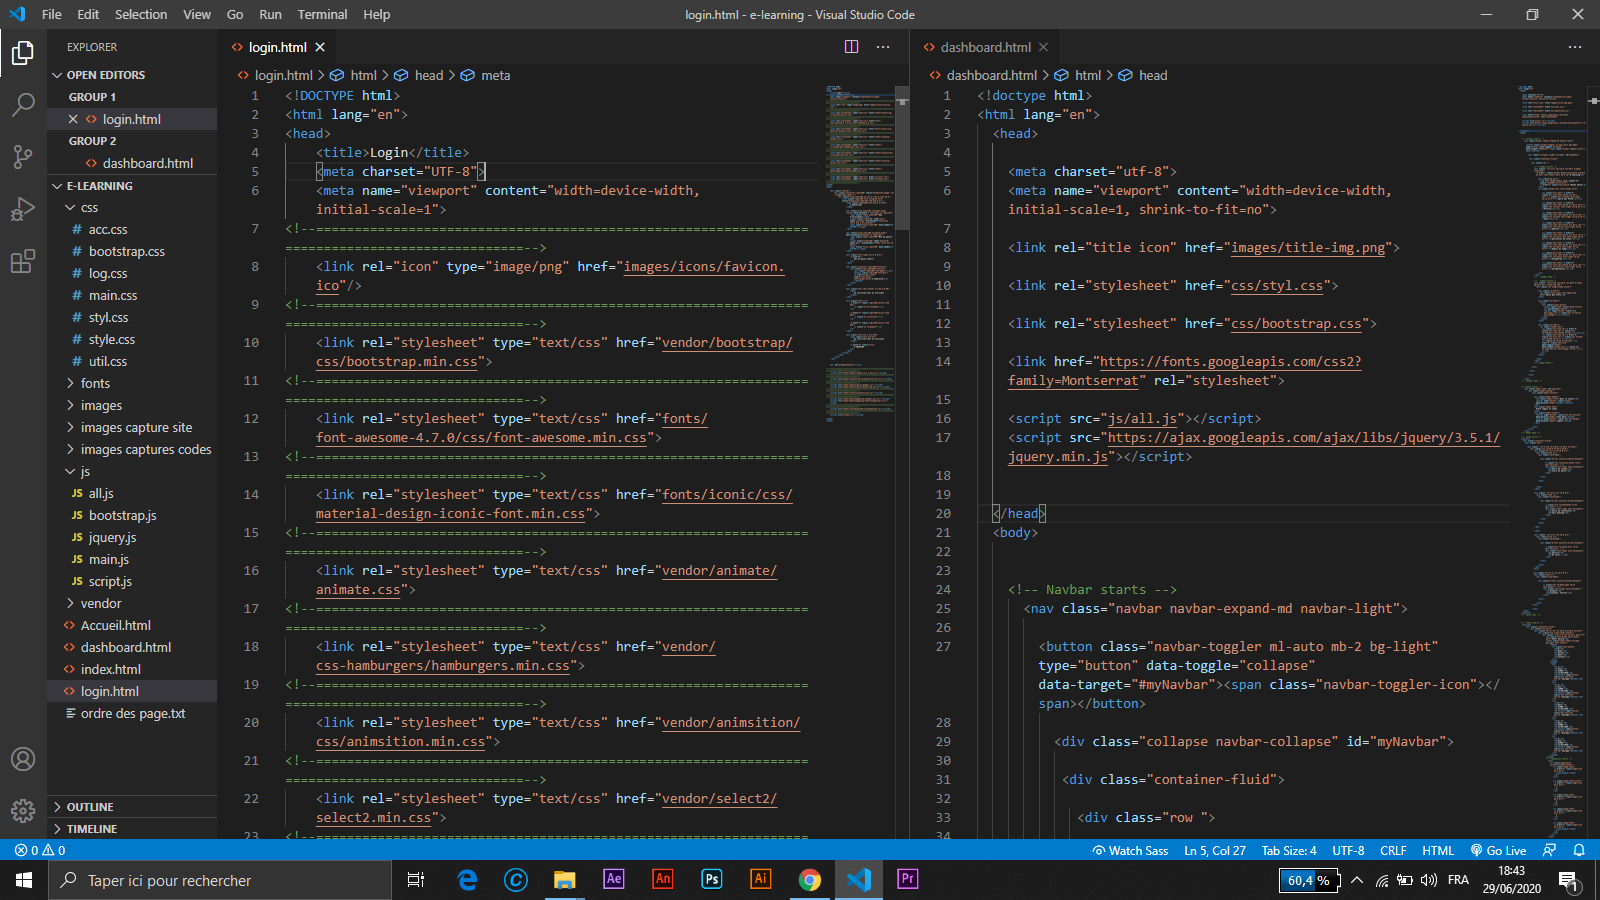 File Edit Selection View Go Run Terminal Help
login.html - e-learning - Visual Studio Code
EXPLORER
OPEN EDITORS
GROUP 1
login.html
GROUP 2
dashboard.html
E-LEARNING
css
# acc.css
# bootstrap.css
# log.css
# main.css
# styl.css
# style.css
# util.css
fonts
images
images capture site
images captures codes
js
JS all.js
JS bootstrap.js
JS jquery.js
JS main.js
JS script.js
vendor
<> Accueil.html
<> dashboard.html
<> index.html
<> login.html
ordre des page.txt
OUTLINE
TIMELINE
<> login.html
<> login.html > html > head > meta
1 <!DOCTYPE html>
2 <html lang="en">
3 <head>
4 <title>Login</title>
5 <meta charset="UTF-8">
6 <meta name="viewport" content="width=device-width,
initial-scale=1">
7 <!--================================================================
===============================-->
8 <link rel="icon" type="image/png" href="images/icons/favicon.
ico"/>
9 <!--================================================================
===============================-->
10 <link rel="stylesheet" type="text/css" href="vendor/bootstrap/
css/bootstrap.min.css">
11 <!--================================================================
===============================-->
12 <link rel="stylesheet" type="text/css" href="fonts/
font-awesome-4.7.0/css/font-awesome.min.css">
13 <!--================================================================
===============================-->
14 <link rel="stylesheet" type="text/css" href="fonts/iconic/css/
material-design-iconic-font.min.css">
15 <!--================================================================
===============================-->
16 <link rel="stylesheet" type="text/css" href="vendor/animate/
animate.css">
17 <!--================================================================
===============================-->
18 <link rel="stylesheet" type="text/css" href="vendor/
css-hamburgers/hamburgers.min.css">
19 <!--================================================================
===============================-->
20 <link rel="stylesheet" type="text/css" href="vendor/animsition/
css/animsition.min.css">
21 <!--================================================================
===============================-->
22 <link rel="stylesheet" type="text/css" href="vendor/select2/
select2.min.css">
23 <!--================================================================
<> dashboard.html
<> dashboard.html > html > head
1 <!doctype html>
2 <html lang="en">
3 <head>
4
5 <meta charset="utf-8">
6 <meta name="viewport" content="width=device-width,
initial-scale=1, shrink-to-fit=no">
7
8 <link rel="title icon" href="images/title-img.png">
9
10 <link rel="stylesheet" href="css/styl.css">
11
12 <link rel="stylesheet" href="css/bootstrap.css">
13
14 <link href="https://fonts.googleapis.com/css2?
family=Montserrat" rel="stylesheet">
15
16 <script src="js/all.js"></script>
17 <script src="https://ajax.googleapis.com/ajax/libs/jquery/3.5.1/
jquery.min.js"></script>
18
19
20 </head>
21 <body>
22
23
24 <!-- Navbar starts -->
25 <nav class="navbar navbar-expand-md navbar-light">
26
27 <button class="navbar-toggler ml-auto mb-2 bg-light"
type="button" data-toggle="collapse"
data-target="#myNavbar"><span class="navbar-toggler-icon"></
span></button>
28
29 <div class="collapse navbar-collapse" id="myNavbar">
30
31 <div class="container-fluid">
32
33 <div class="row ">
34
0 0
Watch Sass Ln 5, Col 27 Tab Size: 4 UTF-8 CRLF HTML Go Live
Taper ici pour rechercher
Ae An Ps Ai Pr
60,4 % FRA
18:43
29/06/2020
1